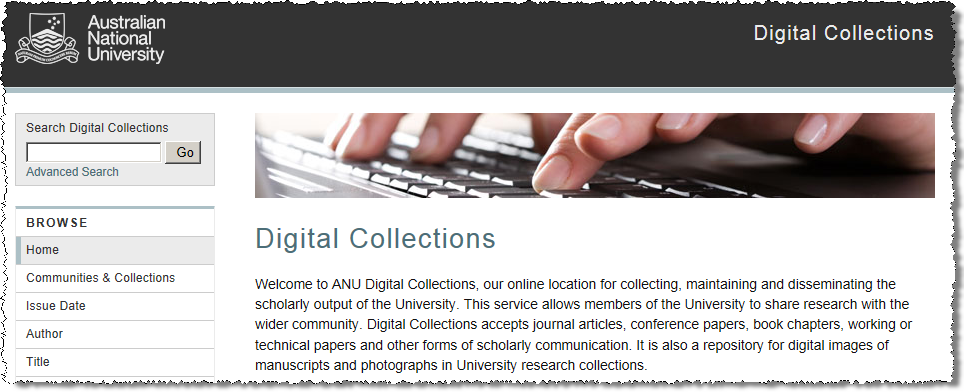 Australian
National
University
Digital Collections
Search Digital Collections
Go
Advanced Search
BROWSE
Home
Communities & Collections
Issue Date
Author
Title
Digital Collections
Welcome to ANU Digital Collections, our online location for collecting, maintaining and disseminating the
scholarly output of the University. This service allows members of the University to share research with the
wider community. Digital Collections accepts journal articles, conference papers, book chapters, working or
technical papers and other forms of scholarly communication. It is also a repository for digital images of
manuscripts and photographs in University research collections.